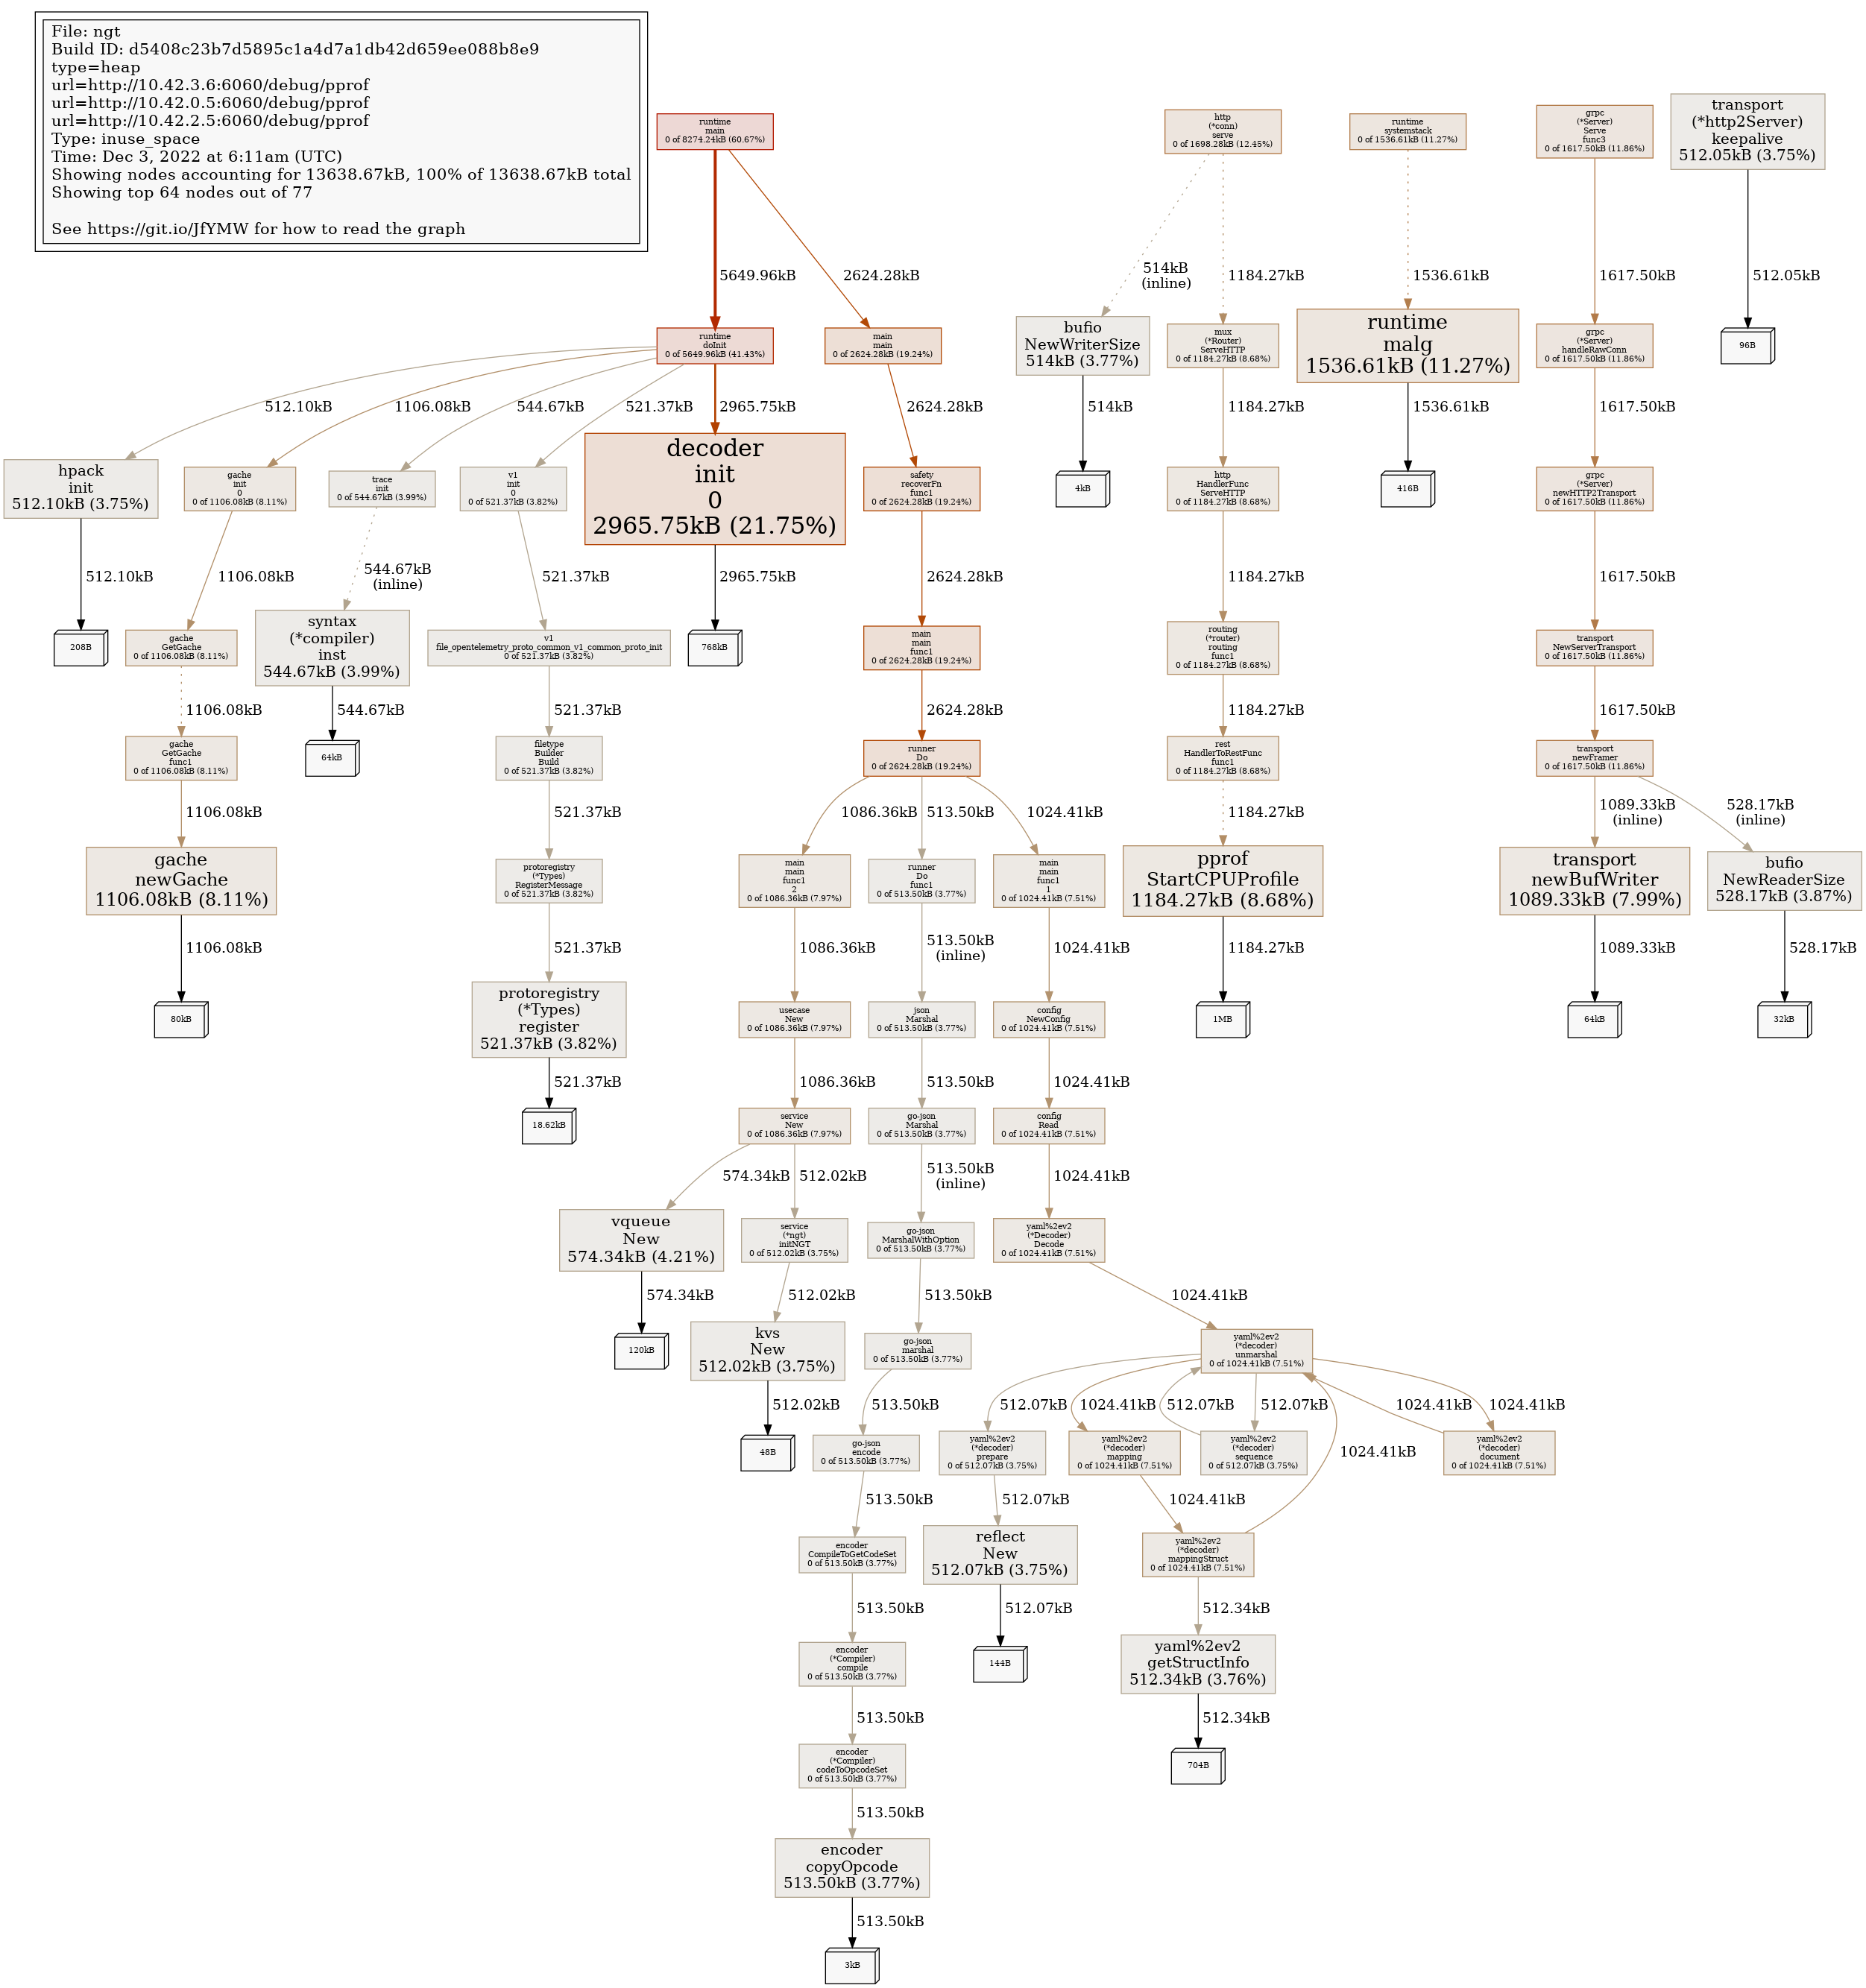 File: ngt
Build ID: d5408c23b7d5895c1a4d7a1db42d659ee088b8e9
type=heap
url=http://10.42.3.6:6060/debug/pprof
url=http://10.42.0.5:6060/debug/pprof
url=http://10.42.2.5:6060/debug/pprof
Type: inuse_space
Time: Dec 3, 2022 at 6:11am (UTC)
Showing nodes accounting for 13638.67kB, 100% of 13638.67kB total
Showing top 64 nodes out of 77
See https://git.io/JfYMW for how to read the graph
runtime
main
0 of 8274.24kB (60.67%)
http
(*conn)
serve
0 of 1698.28kB (12.45%)
runtime
systemstack
0 of 1536.61kB (11.27%)
grpc
(*Server)
Serve
func3
0 of 1617.50kB (11.86%)
transport
(*http2Server)
keepalive
512.05kB (3.75%)
5649.96kB
2624.28kB
514kB
(inline)
1184.27kB
1536.61kB
1617.50kB
512.05kB
runtime
doInit
0 of 5649.96kB (41.43%)
main
main
0 of 2624.28kB (19.24%)
bufio
NewWriterSize
514kB (3.77%)
mux
(*Router)
ServeHTTP
0 of 1184.27kB (8.68%)
runtime
malg
1536.61kB (11.27%)
grpc
(*Server)
handleRawConn
0 of 1617.50kB (11.86%)
96B
512.10kB
1106.08kB
544.67kB
521.37kB
2965.75kB
2624.28kB
514kB
1184.27kB
1536.61kB
1617.50kB
hpack
init
512.10kB (3.75%)
gache
init
0
0 of 1106.08kB (8.11%)
trace
init
0 of 544.67kB (3.99%)
v1
init
0
0 of 521.37kB (3.82%)
decoder
init
0
2965.75kB (21.75%)
safety
recoverFn
func1
0 of 2624.28kB (19.24%)
4kB
http
HandlerFunc
ServeHTTP
0 of 1184.27kB (8.68%)
416B
grpc
(*Server)
newHTTP2Transport
0 of 1617.50kB (11.86%)
512.10kB
1106.08kB
544.67kB
(inline)
521.37kB
2965.75kB
2624.28kB
1184.27kB
1617.50kB
208B
gache
GetGache
0 of 1106.08kB (8.11%)
syntax
(*compiler)
inst
544.67kB (3.99%)
v1
file_opentelemetry_proto_common_v1_common_proto_init
0 of 521.37kB (3.82%)
768kB
main
main
func1
0 of 2624.28kB (19.24%)
routing
(*router)
routing
func1
0 of 1184.27kB (8.68%)
transport
NewServerTransport
0 of 1617.50kB (11.86%)
1106.08kB
544.67kB
521.37kB
2624.28kB
1184.27kB
1617.50kB
gache
GetGache
func1
0 of 1106.08kB (8.11%)
64kB
filetype
Builder
Build
0 of 521.37kB (3.82%)
runner
Do
0 of 2624.28kB (19.24%)
rest
HandlerToRestFunc
func1
0 of 1184.27kB (8.68%)
transport
newFramer
0 of 1617.50kB (11.86%)
1106.08kB
521.37kB
1086.36kB
513.50kB
1024.41kB
1184.27kB
1089.33kB
(inline)
528.17kB
(inline)
gache
newGache
1106.08kB (8.11%)
protoregistry
(*Types)
RegisterMessage
0 of 521.37kB (3.82%)
main
main
func1
2
0 of 1086.36kB (7.97%)
runner
Do
func1
0 of 513.50kB (3.77%)
main
main
func1
1
0 of 1024.41kB (7.51%)
pprof
StartCPUProfile
1184.27kB (8.68%)
transport
newBufWriter
1089.33kB (7.99%)
bufio
NewReaderSize
528.17kB (3.87%)
1106.08kB
521.37kB
1086.36kB
513.50kB
(inline)
1024.41kB
1184.27kB
1089.33kB
528.17kB
80kB
protoregistry
(*Types)
register
521.37kB (3.82%)
usecase
New
0 of 1086.36kB (7.97%)
json
Marshal
0 of 513.50kB (3.77%)
config
NewConfig
0 of 1024.41kB (7.51%)
1MB
64kB
32kB
521.37kB
1086.36kB
513.50kB
1024.41kB
18.62kB
service
New
0 of 1086.36kB (7.97%)
go-json
Marshal
0 of 513.50kB (3.77%)
config
Read
0 of 1024.41kB (7.51%)
574.34kB
512.02kB
513.50kB
(inline)
1024.41kB
vqueue
New
574.34kB (4.21%)
service
(*ngt)
initNGT
0 of 512.02kB (3.75%)
go-json
MarshalWithOption
0 of 513.50kB (3.77%)
yaml%2ev2
(*Decoder)
Decode
0 of 1024.41kB (7.51%)
574.34kB
512.02kB
513.50kB
1024.41kB
120kB
kvs
New
512.02kB (3.75%)
go-json
marshal
0 of 513.50kB (3.77%)
yaml%2ev2
(*decoder)
unmarshal
0 of 1024.41kB (7.51%)
512.02kB
513.50kB
512.07kB
1024.41kB
512.07kB
512.07kB
1024.41kB
1024.41kB
48B
go-json
encode
0 of 513.50kB (3.77%)
yaml%2ev2
(*decoder)
prepare
0 of 512.07kB (3.75%)
yaml%2ev2
(*decoder)
mapping
0 of 1024.41kB (7.51%)
yaml%2ev2
(*decoder)
sequence
0 of 512.07kB (3.75%)
1024.41kB
yaml%2ev2
(*decoder)
document
0 of 1024.41kB (7.51%)
513.50kB
512.07kB
1024.41kB
encoder
CompileToGetCodeSet
0 of 513.50kB (3.77%)
reflect
New
512.07kB (3.75%)
yaml%2ev2
(*decoder)
mappingStruct
0 of 1024.41kB (7.51%)
513.50kB
512.07kB
512.34kB
encoder
(*Compiler)
compile
0 of 513.50kB (3.77%)
144B
yaml%2ev2
getStructInfo
512.34kB (3.76%)
513.50kB
512.34kB
encoder
(*Compiler)
codeToOpcodeSet
0 of 513.50kB (3.77%)
704B
513.50kB
encoder
copyOpcode
513.50kB (3.77%)
513.50kB
3kB